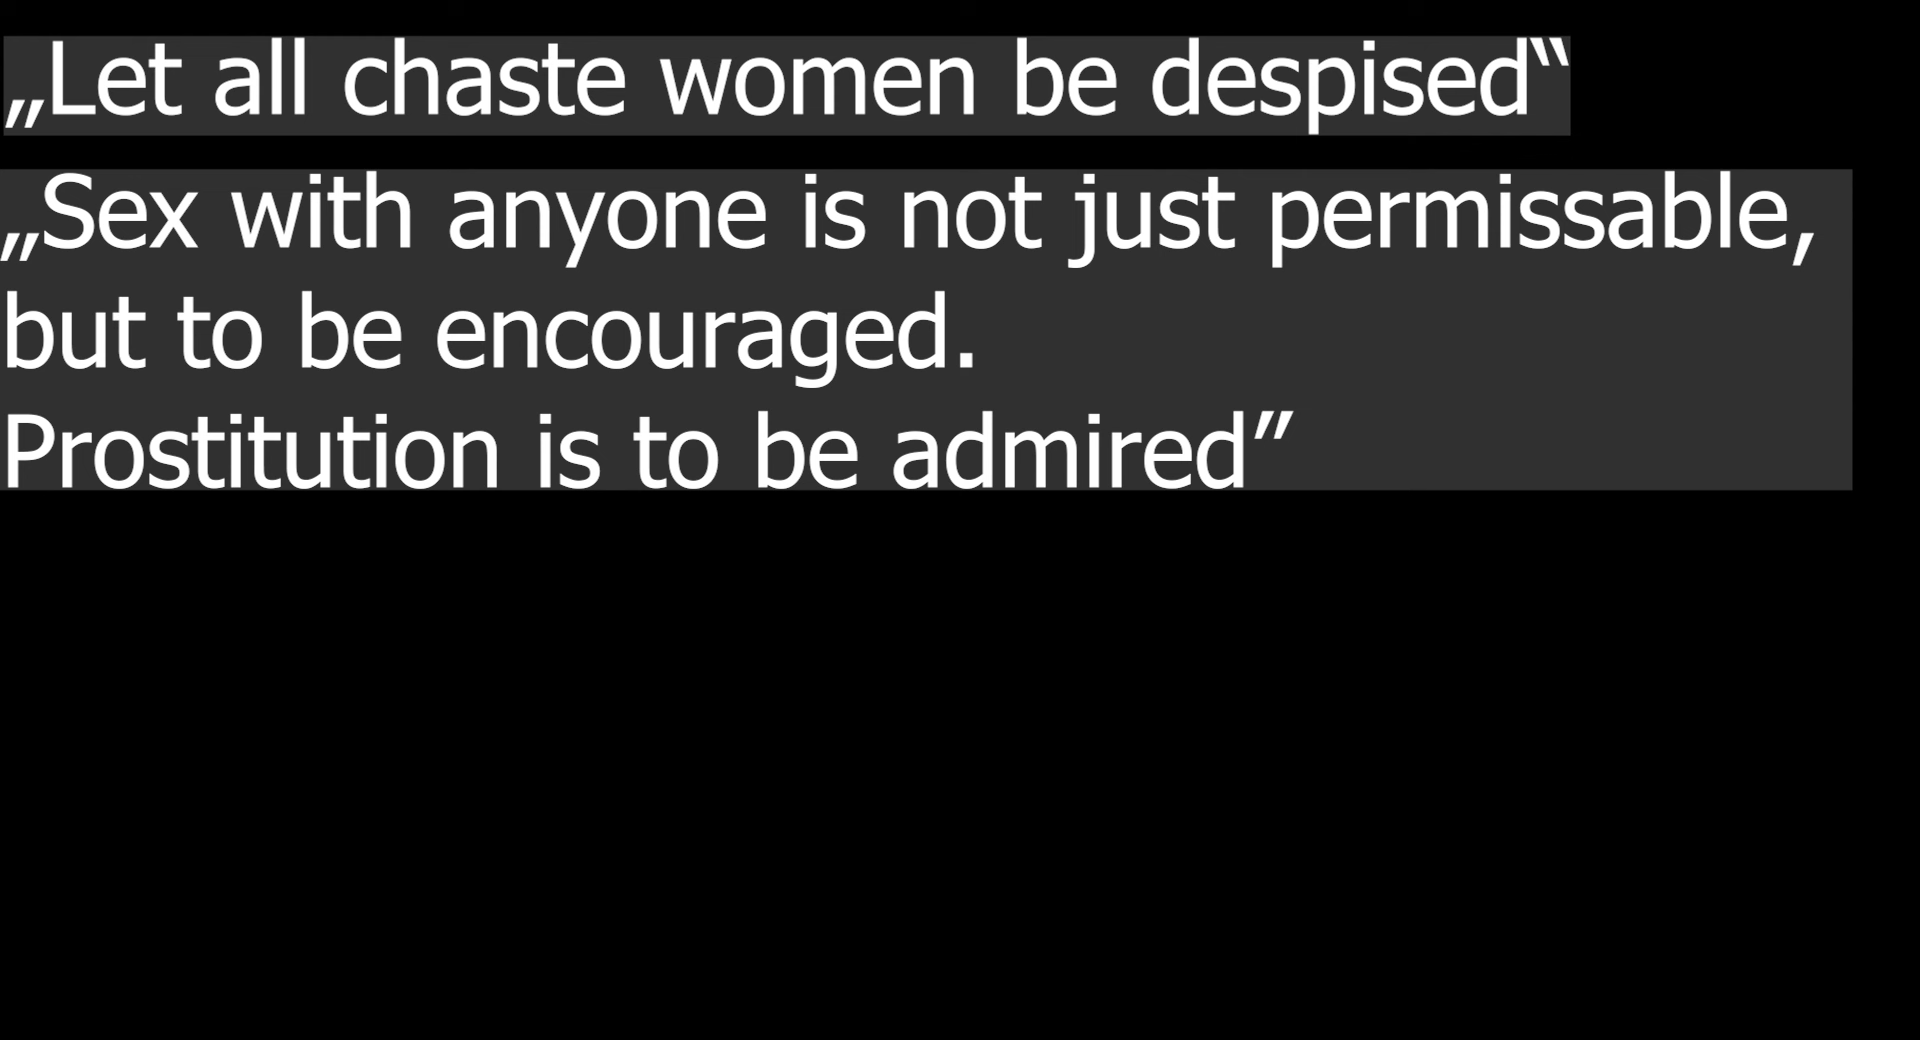 „Let all chaste women be despised‟
„Sex with anyone is not just permissable,
but to be encouraged.
Prostitution is to be admired”